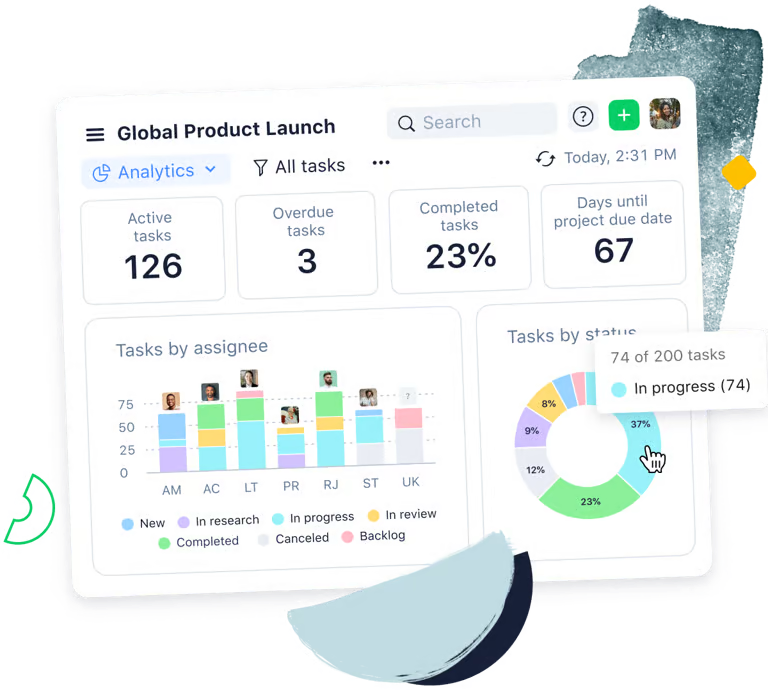 Global Product Launch
Search
?
+
Analytics
All tasks
...
Today, 2:31 PM
Active
tasks
126
Overdue
tasks
3
Completed
tasks
23%
Days until
project due date
67
Tasks by assignee
75
50
25
0
7
AM AC LT PR RJ ST UK
New In research In progress In review
Completed Canceled Backlog
Tasks by status
74 of 200 tasks
In progress (74)
8%
9%
12%
23%
37%